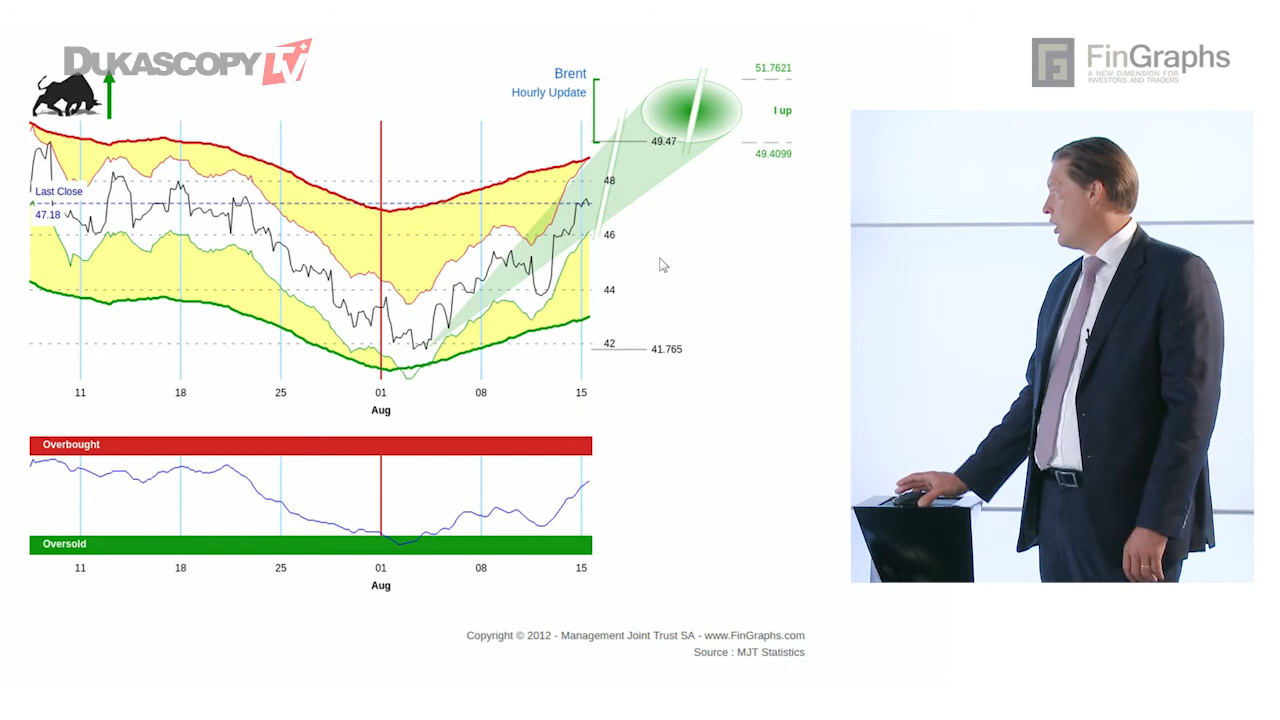 DUKASCOPY TV
FinGraphs
A NEW DIMENSION FOR
INVESTORS AND TRADERS
Brent
Hourly Update
51.7621
I up
49.47
49.4099
Last Close
47.18
48
46
44
42
41.765
11
18
25
01
08
15
Aug
Overbought
Oversold
11
18
25
01
08
15
Aug
Copyright © 2012 - Management Joint Trust SA - www.FinGraphs.com
Source : MJT Statistics